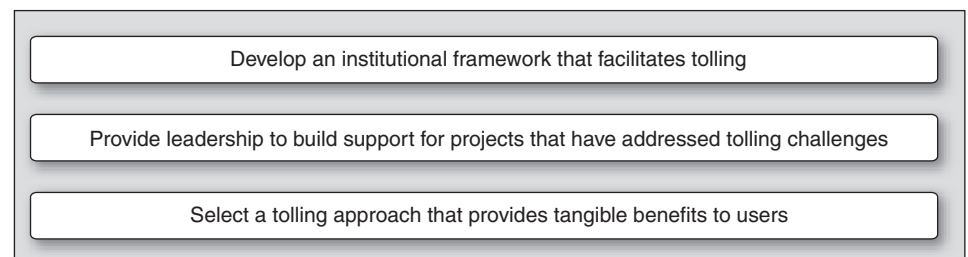 Develop an institutional framework that facilitates tolling
Provide leadership to build support for projects that have addressed tolling challenges
Select a tolling approach that provides tangible benefits to users